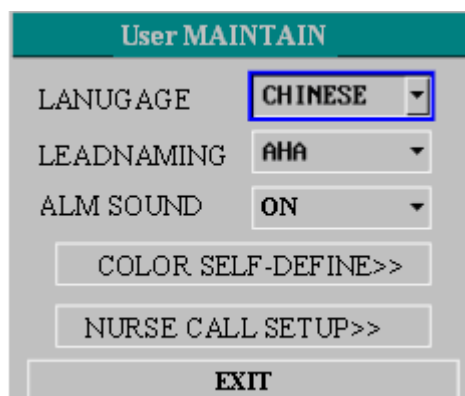 User MAINTAIN
LANUGAGE CHINESE
LEADNAMING AHA
ALM SOUND ON
COLOR SELF-DEFINE>>
NURSE CALL SETUP>>
EXIT